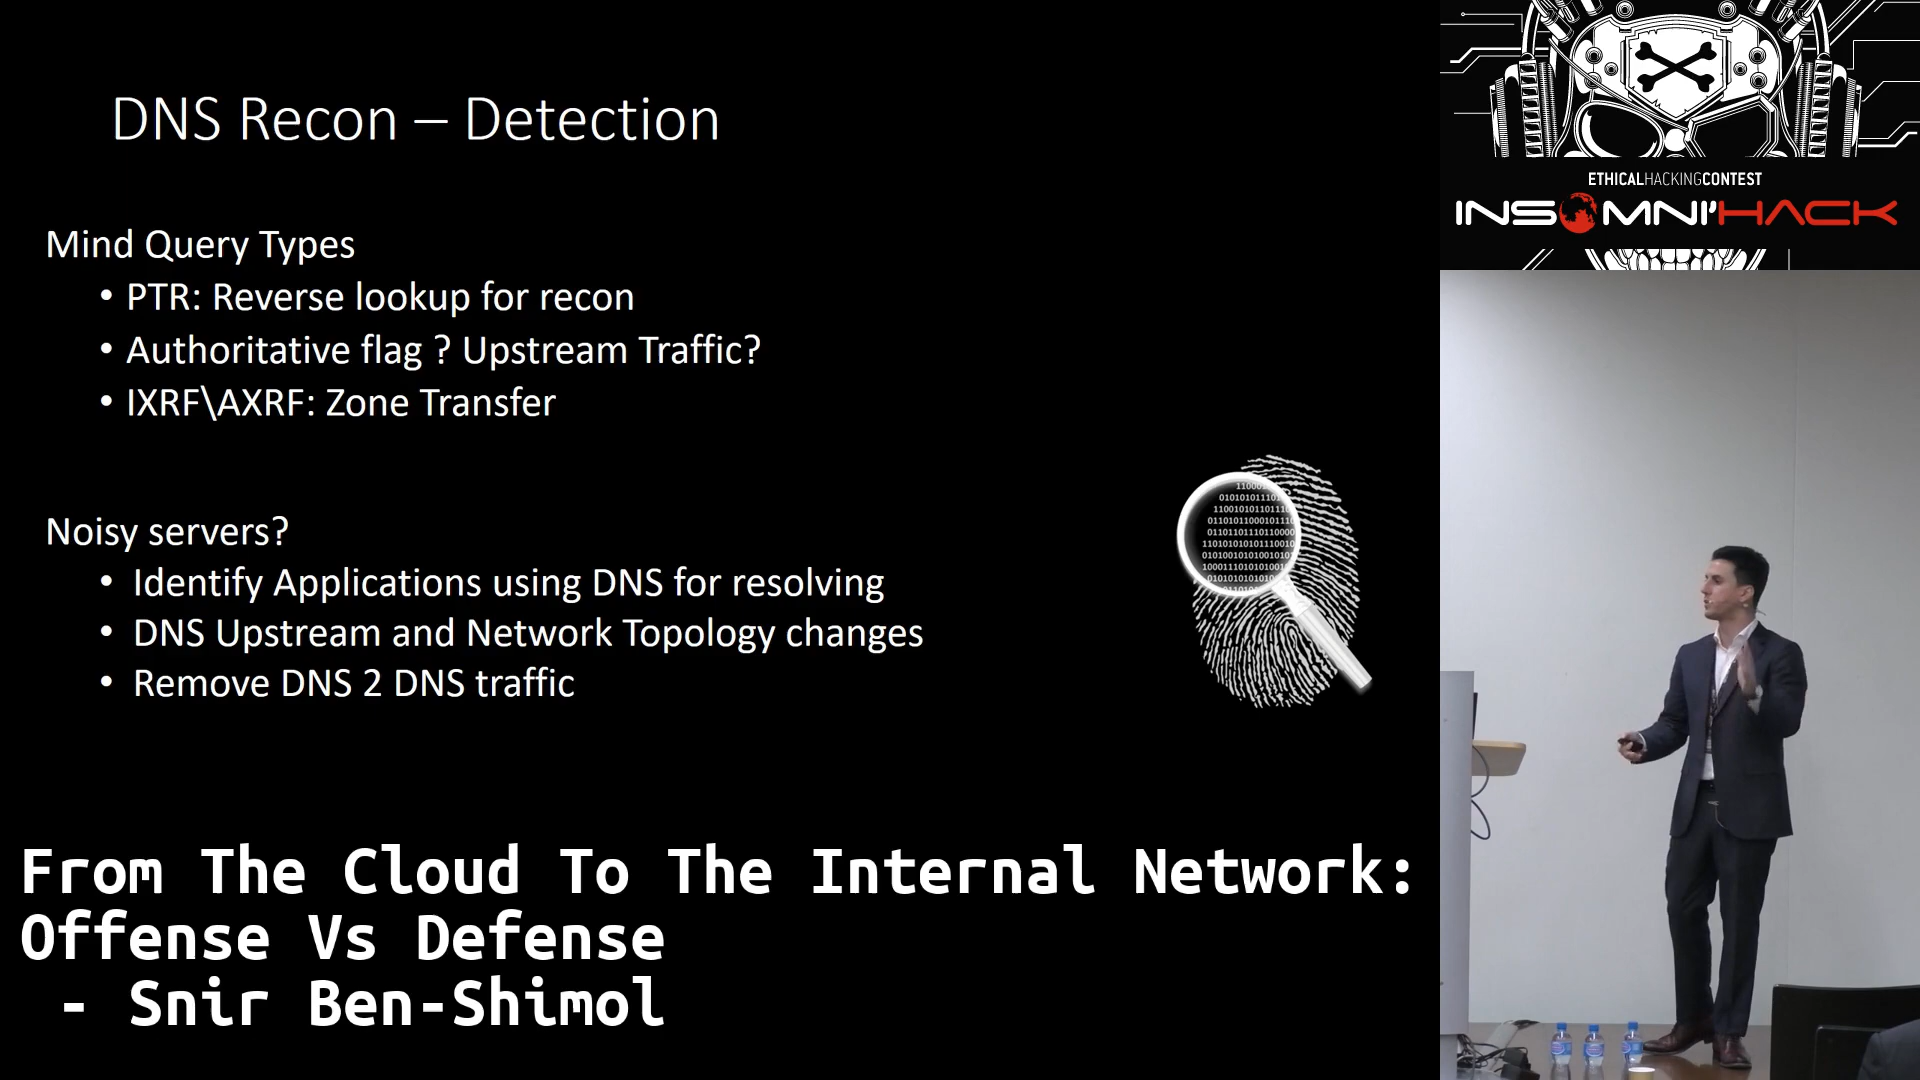 DNS Recon – Detection
Mind Query Types
• PTR: Reverse lookup for recon
• Authoritative flag ? Upstream Traffic?
• IXRF\AXRF: Zone Transfer
Noisy servers?
• Identify Applications using DNS for resolving
• DNS Upstream and Network Topology changes
• Remove DNS 2 DNS traffic
From The Cloud To The Internal Network:
Offense Vs Defense
- Snir Ben-Shimol
ETHICALHACKINGCONTEST
INSOMNI'HACK